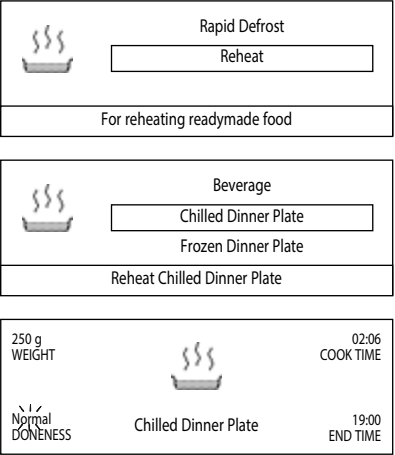 Rapid Defrost
Reheat
For reheating readymade food
Beverage
Chilled Dinner Plate
Frozen Dinner Plate
Reheat Chilled Dinner Plate
250 g
WEIGHT
02:06
COOK TIME
Normal
DONENESS
Chilled Dinner Plate
19:00
END TIME